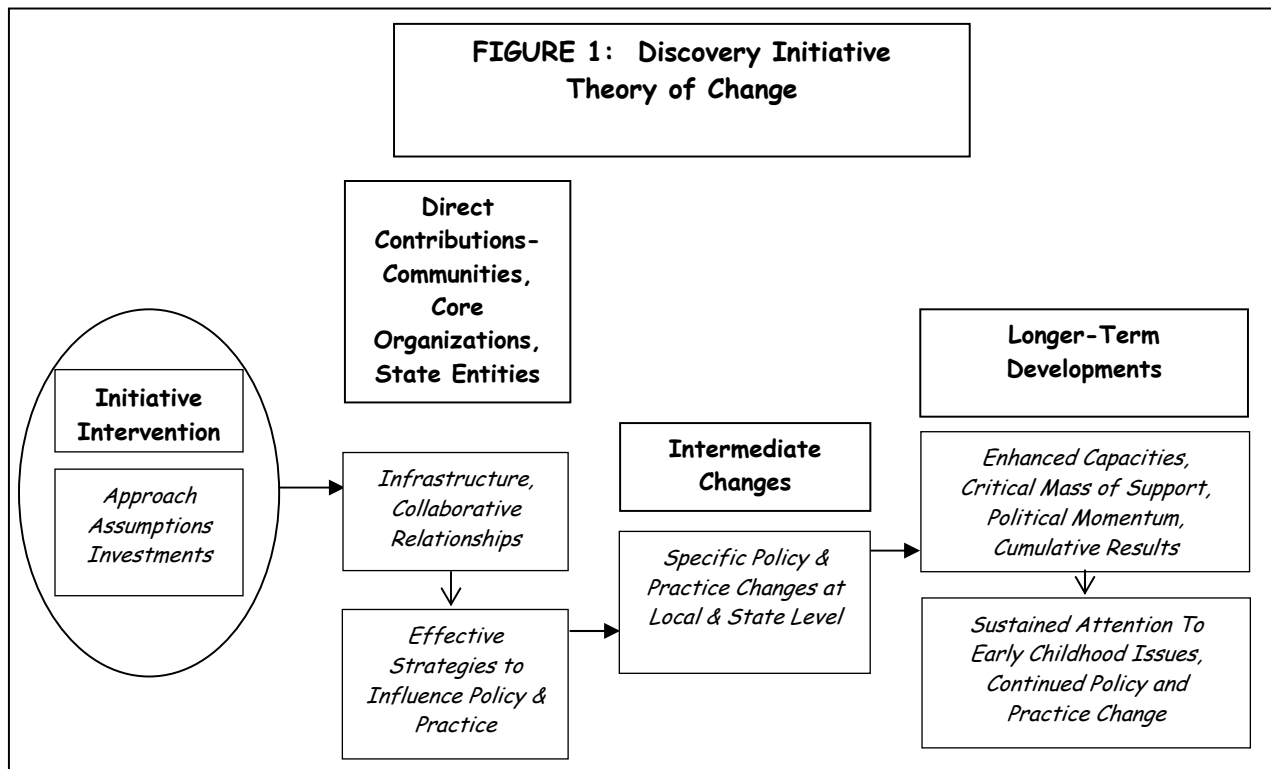 FIGURE 1: Discovery Initiative
Theory of Change
Direct
Contributions-
Communities,
Core
Organizations,
State Entities
Longer-Term
Developments
Initiative
Intervention
Intermediate
Changes
Approach
Assumptions
Investments
Infrastructure,
Collaborative
Relationships
Effective
Strategies to
Influence Policy &
Practice
Specific Policy &
Practice Changes at
Local & State Level
Enhanced Capacities,
Critical Mass of Support,
Political Momentum,
Cumulative Results
Sustained Attention To
Early Childhood Issues,
Continued Policy and
Practice Change